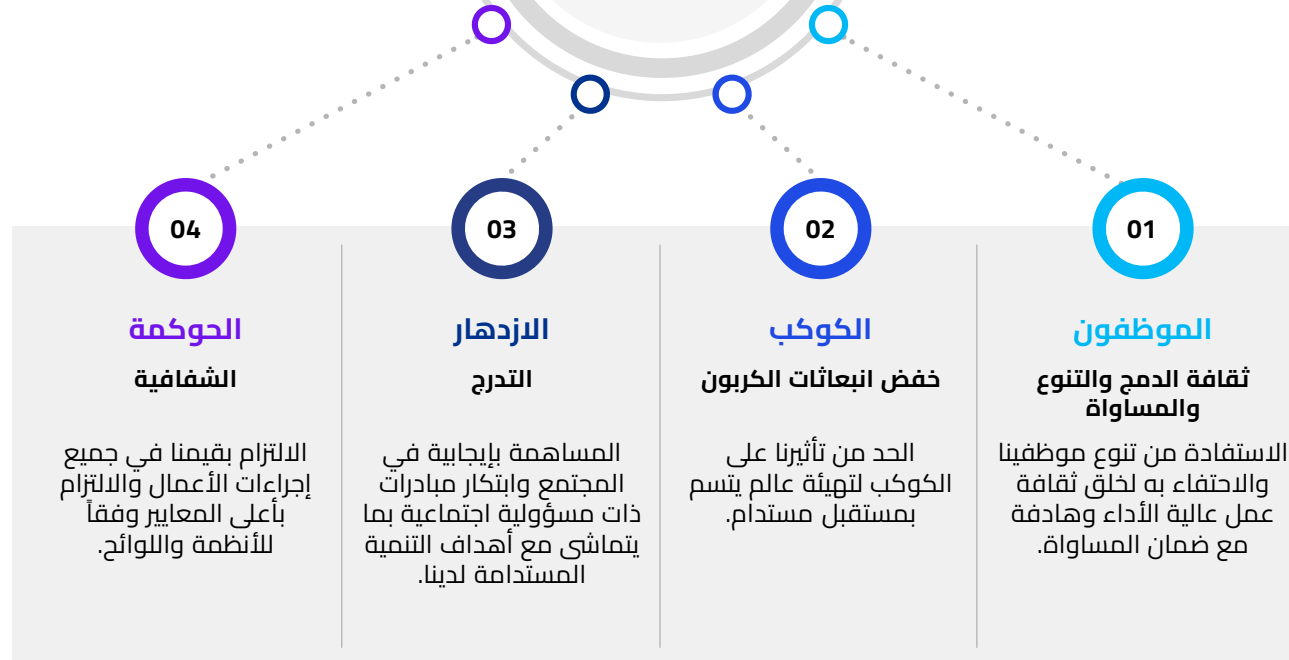 01
الموظفون
ثقافة الدمج والتنوع
والمساواة
الاستفادة من تنوع موظفينا
والاحتفاء به لخلق ثقافة
عمل عالية الأداء وهادفة
مع ضمان المساواة.
02
الكوكب
خفض انبعاثات الكربون
الحد من تأثيرنا على
الكوكب لتهيئة عالم يتسم
بمستقبل مستدام.
03
الازدهار
التدرج
المساهمة بإيجابية في
المجتمع وابتكار مبادرات
ذات مسؤولية اجتماعية بما
يتماشى مع أهداف التنمية
المستدامة لدينا.
04
الحوكمة
الشفافية
الالتزام بقيمنا في جميع
إجراءات الأعمال والالتزام
بأعلى المعايير وفقاً
للأنظمة واللوائح.